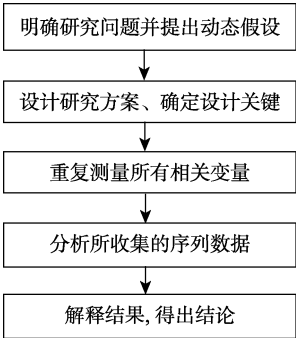 明确研究问题并提出动态假设
设计研究方案、确定设计关键
重复测量所有相关变量
分析所收集的序列数据
解释结果, 得出结论